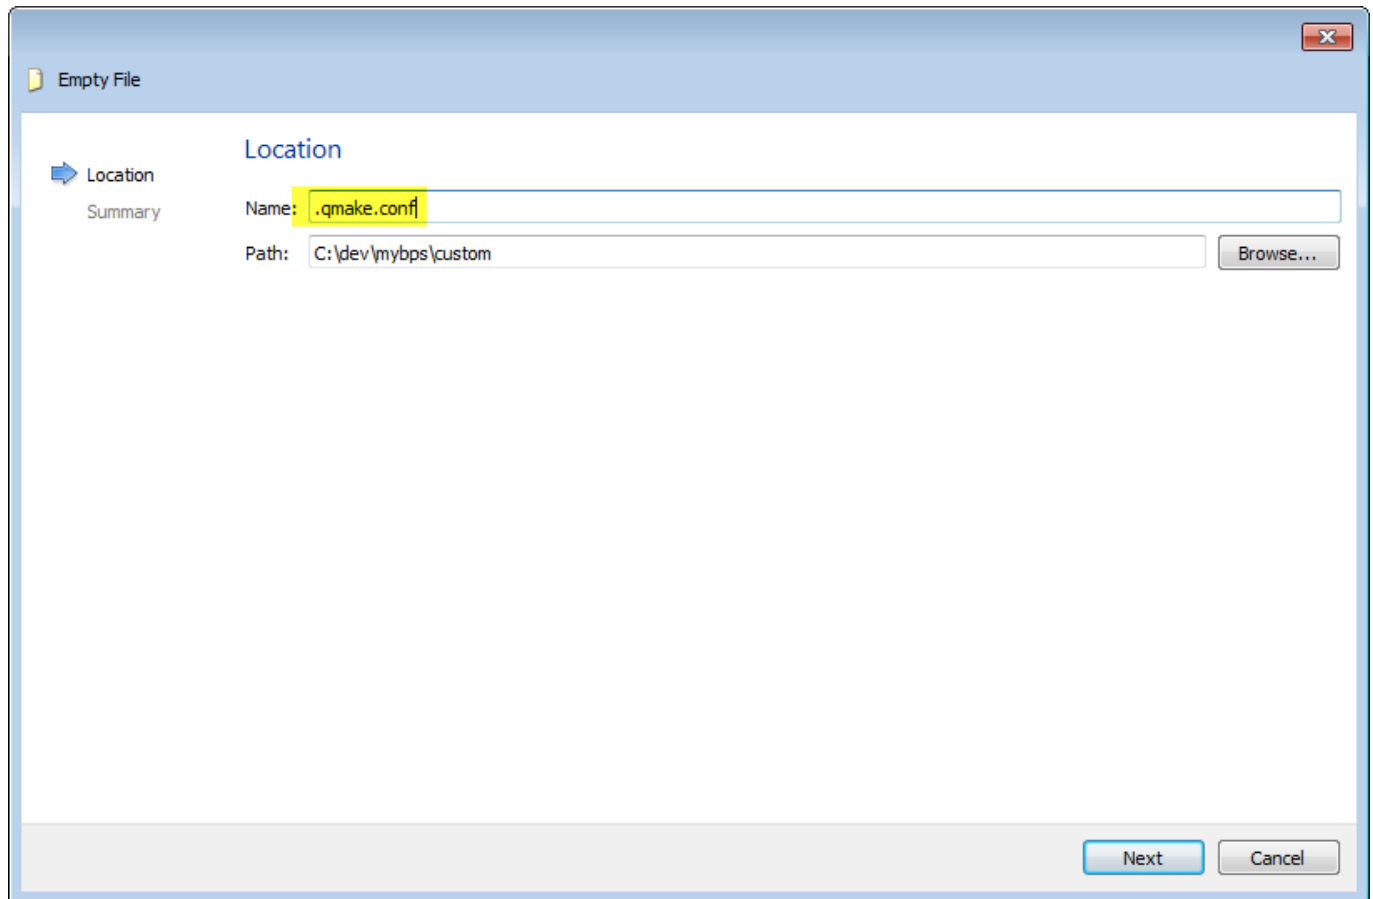 Empty File
Location
Location
Summary
Name: .qmake.conf
Path: C:\dev\mybps\custom Browse...
Next Cancel